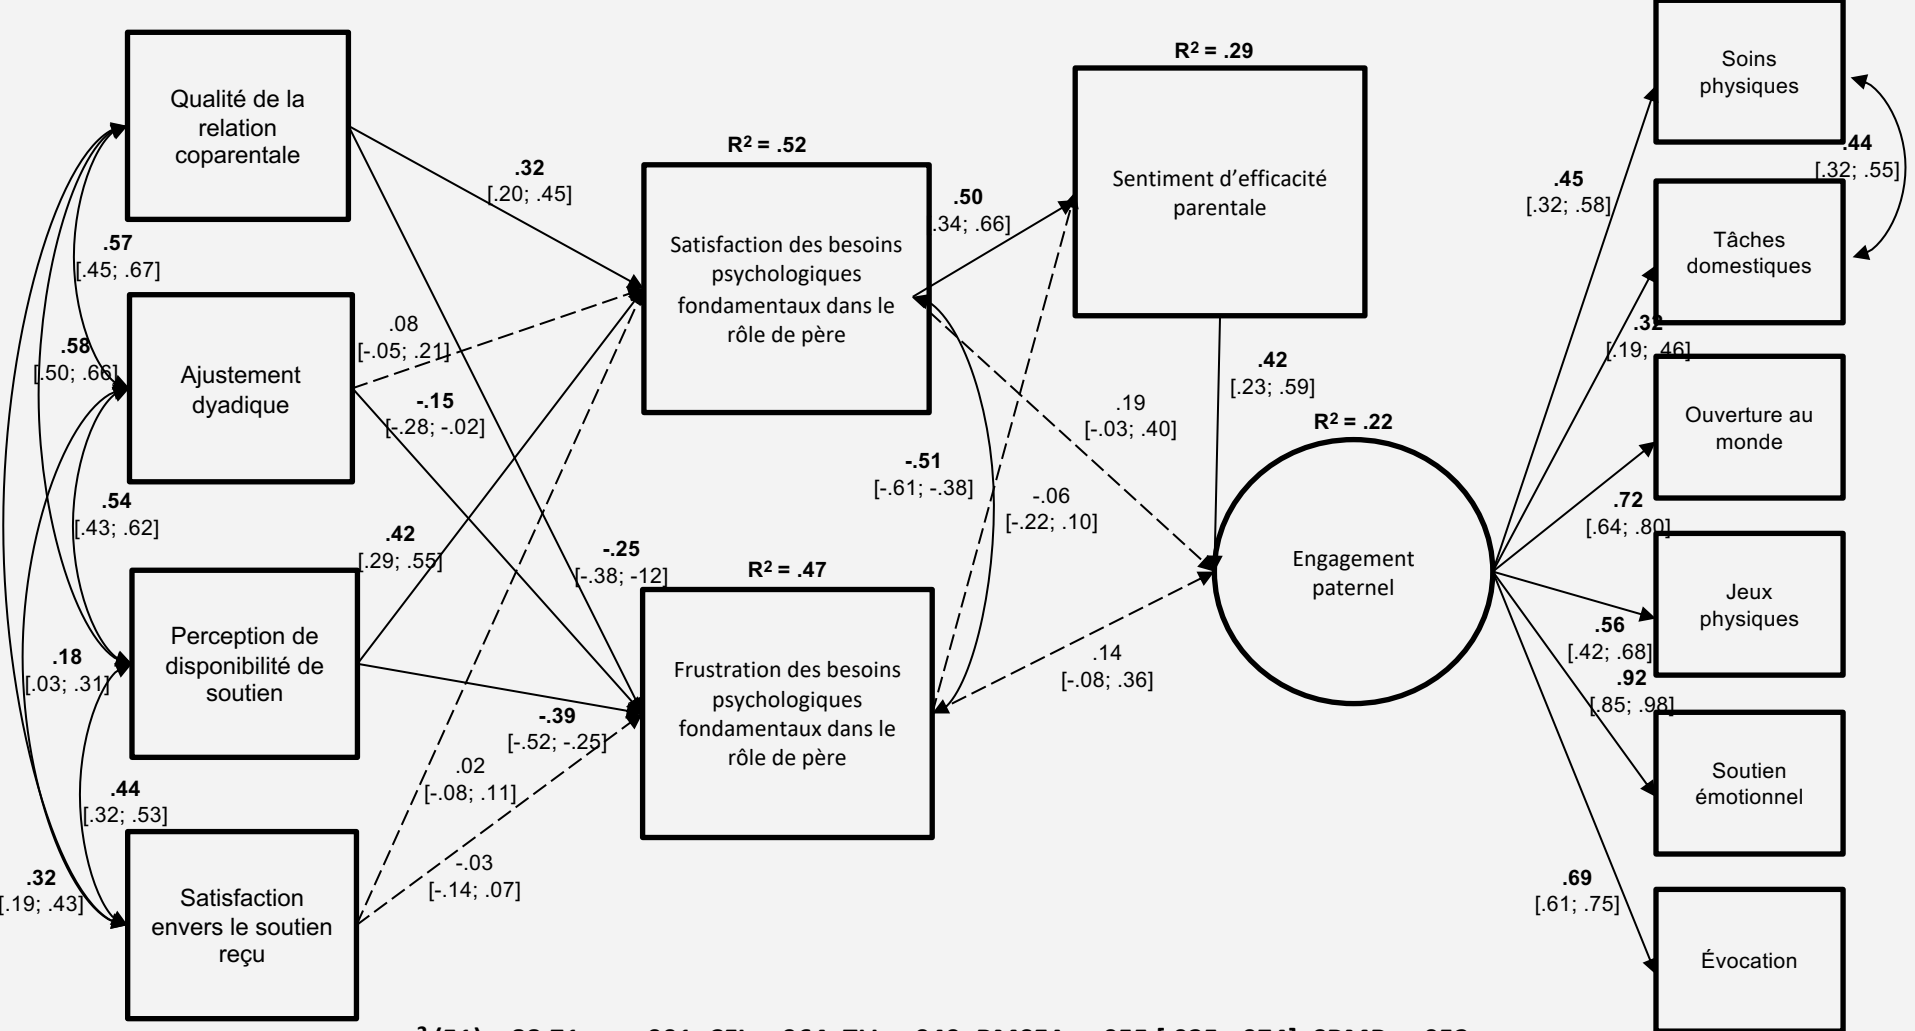 Qualité de la
relation
coparentale
Ajustement
dyadique
Perception de
disponibilité de
soutien
Satisfaction
envers le soutien
reçu
.57
[.45; .67]
.58
[.50; .66]
.54
[.43; .62]
.18
[.03; .31]
.44
[.32; .53]
.32
[.19; .43]
.32
[.20; .45]
.08
[-.05; .21]
-.15
[-.28; -.02]
.42
[.29; .55]
-.25
[-.38; -12]
-.39
[-.52; -.25]
.02
[-.08; .11]
-.03
[-.14; .07]
R² = .52
Satisfaction des besoins
psychologiques
fondamentaux dans le
rôle de père
R² = .47
Frustration des besoins
psychologiques
fondamentaux dans le
rôle de père
.50
.34; .66]
-.51
[-.61; -.38]
-.06
[-.22; .10]
.19
[-.03; .40]
.14
[-.08; .36]
R² = .29
Sentiment d’efficacité
parentale
.42
[.23; .59]
R² = .22
Engagement
paternel
.45
[.32; .58]
.32
[.19; .46]
.72
[.64; .80]
.56
[.42; .68]
.92
[.85; .98]
.69
[.61; .75]
Soins
physiques
Tâches
domestiques
.44
[.32; .55]
Ouverture au
monde
Jeux
physiques
Soutien
émotionnel
Évocation